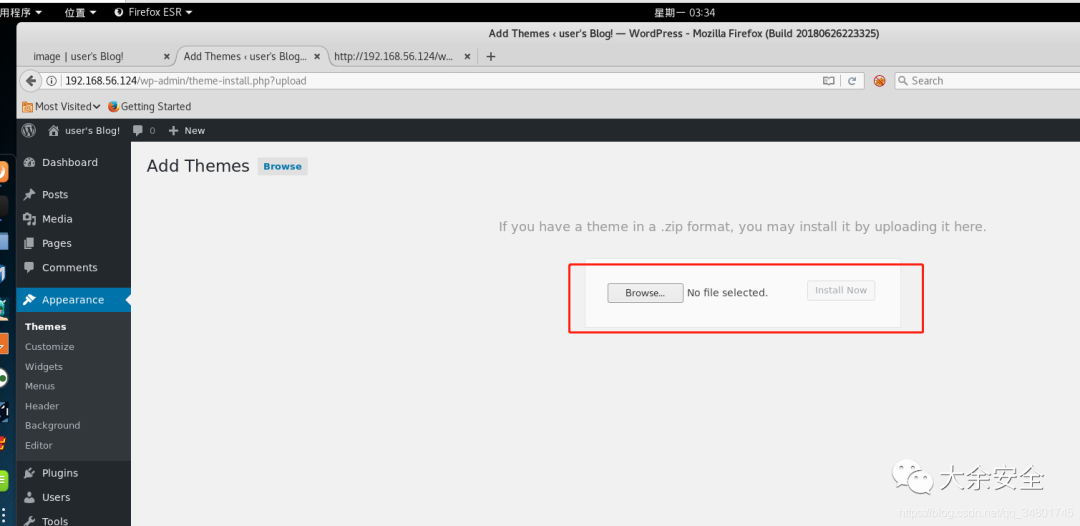 用程序 ▾ 位置 ▾ Firefox ESR ▾ 星期一 03:34
Add Themes ‹ user's Blog! — WordPress - Mozilla Firefox (Build 20180626223325)
image | user's Blog! × Add Themes ‹ user's Blog... × http://192.168.56.124/w... × +
192.168.56.124/wp-admin/theme-install.php?upload Search
Most Visited Getting Started
user's Blog! 0 + New
Dashboard
Add Themes Browse
Posts
Media
Pages
Comments
Appearance
Themes
Customize
Widgets
Menus
Header
Background
Editor
Plugins
Users
Tools
If you have a theme in a .zip format, you may install it by uploading it here.
Browse... No file selected. Install Now
大余安全
https://blog.csdn.net/qq_34801745